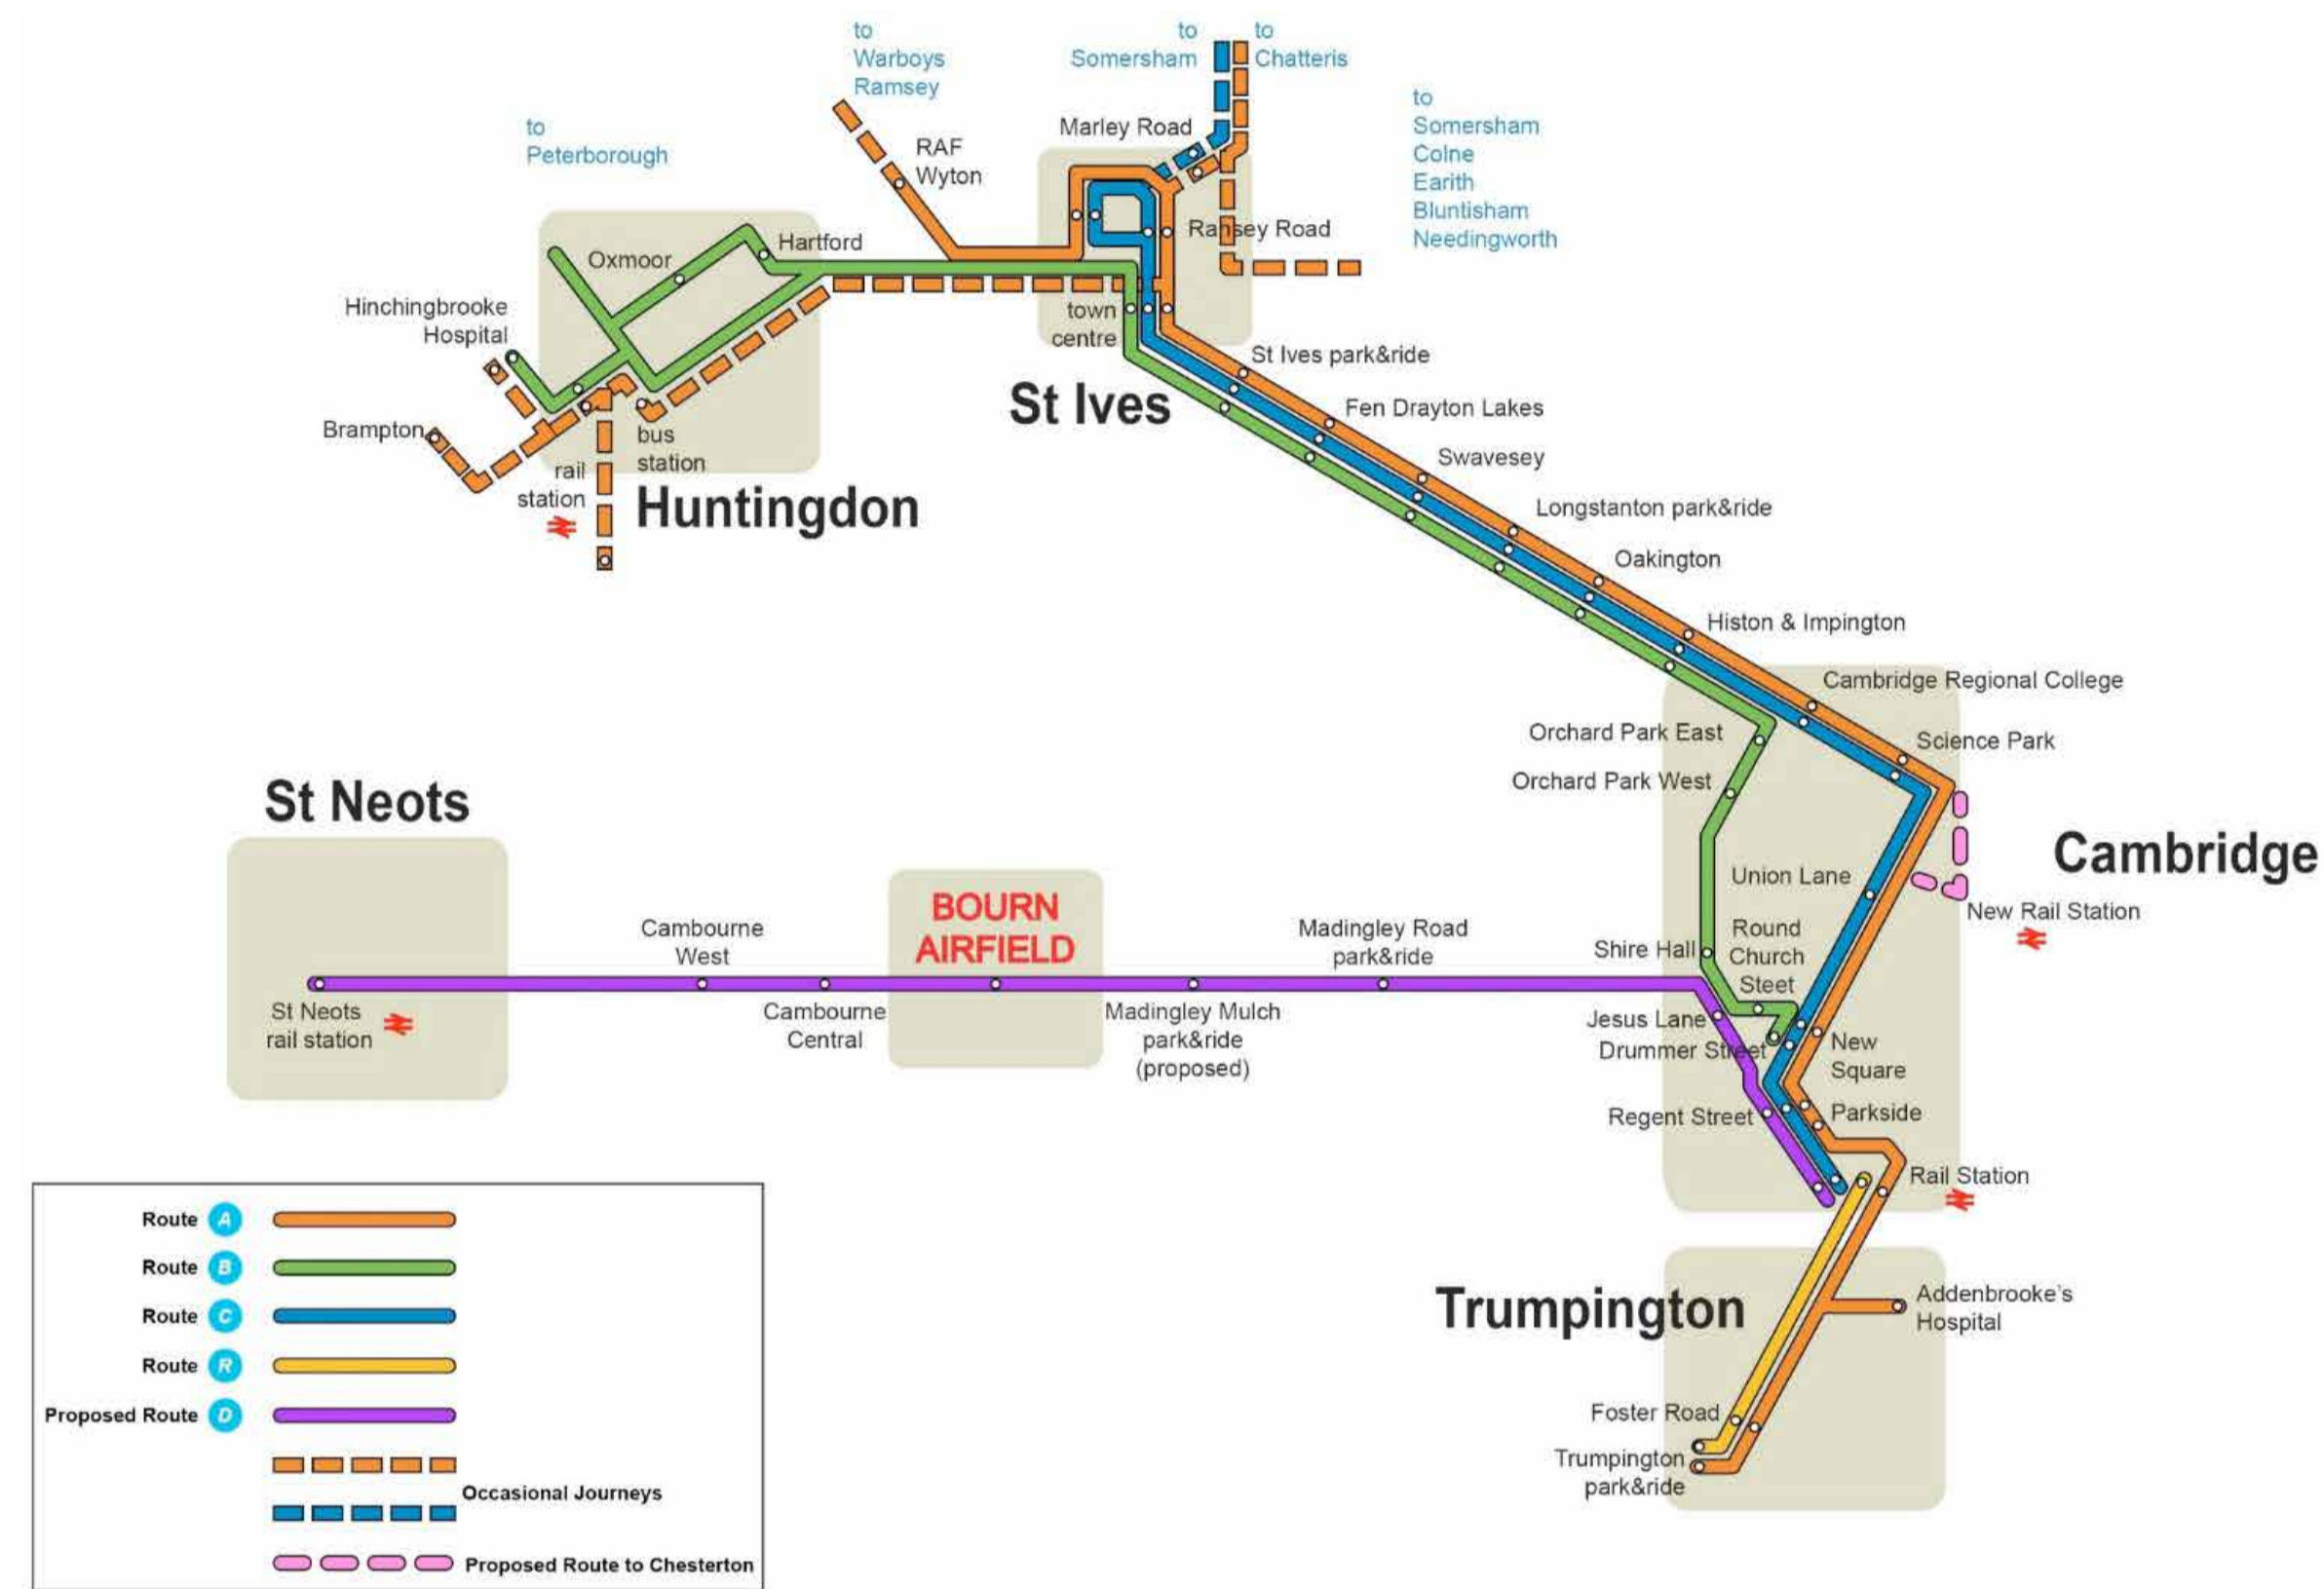 to
Warboys
Ramsey
to
Somersham
to
Chatteris
to
Somersham
Colne
Earith
Bluntisham
Needingworth
to
Peterborough
RAF
Wyton
Marley Road
Ramsey Road
Oxmoor
Hartford
Hinchingbrooke
Hospital
town
centre
St Ives park&ride
St Ives
Fen Drayton Lakes
Brampton
bus
station
rail
station
Huntingdon
Swavesey
Longstanton park&ride
Oakington
Histon & Impington
Cambridge Regional College
Orchard Park East
Science Park
Orchard Park West
St Neots
Cambridge
Union Lane
New Rail Station
BOURN
AIRFIELD
Cambourne
West
Madingley Road
park&ride
Shire Hall
Round
Church
Steet
St Neots
rail station
Cambourne
Central
Madingley Mulch
park&ride
(proposed)
Jesus Lane
Drummer Street
New
Square
Regent Street
Parkside
Rail Station
Trumpington
Addenbrooke's
Hospital
Foster Road
Trumpington
park&ride
Route A
Route B
Route C
Route R
Proposed Route D
Occasional Journeys
Proposed Route to Chesterton